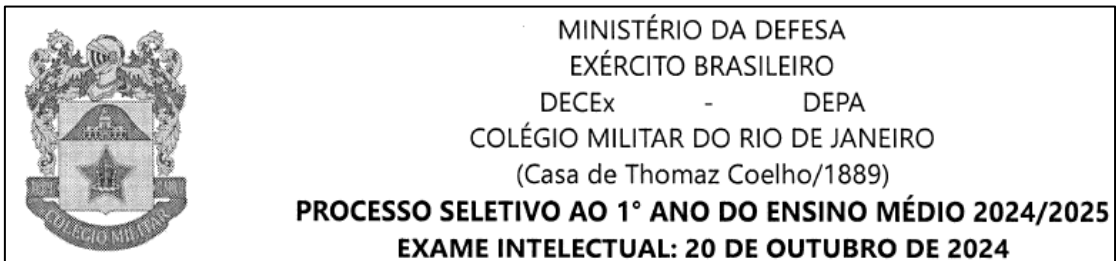 MINISTÉRIO DA DEFESA
EXÉRCITO BRASILEIRO
DECEx - DEPA
COLÉGIO MILITAR DO RIO DE JANEIRO
(Casa de Thomaz Coelho/1889)
PROCESSO SELETIVO AO 1° ANO DO ENSINO MÉDIO 2024/2025
EXAME INTELECTUAL: 20 DE OUTUBRO DE 2024
COLÉGIO MILITAR